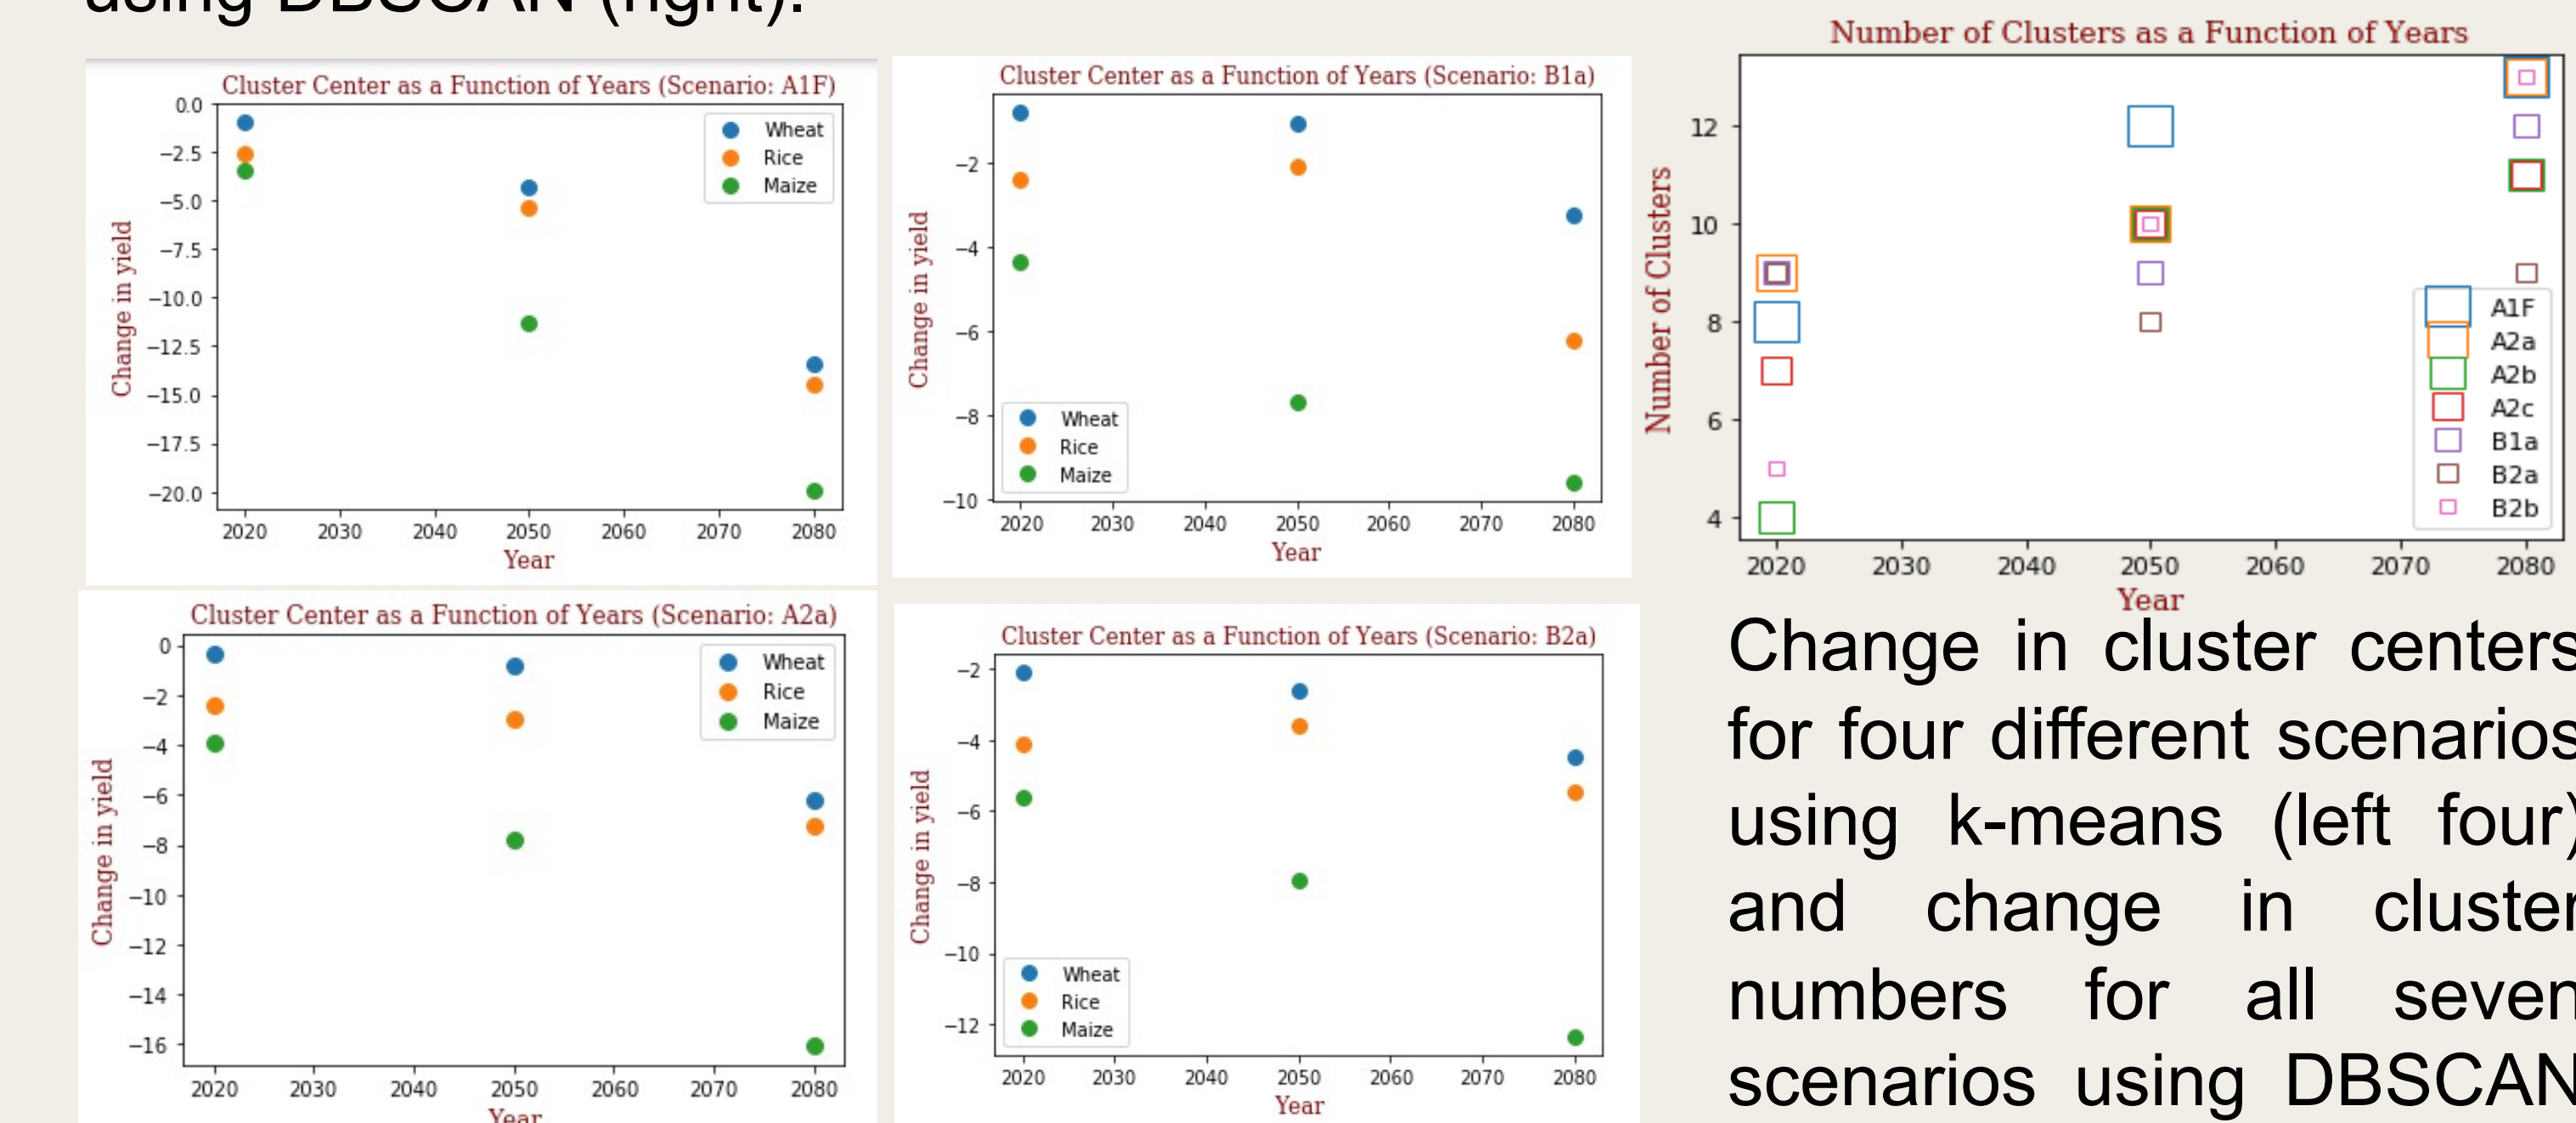 using DBSCAN (right).
Cluster Center as a Function of Years (Scenario: A1F)
0.0
−2.5
−5.0
−7.5
−10.0
−12.5
−15.0
−17.5
−20.0
Change in yield
Wheat
Rice
Maize
2020 2030 2040 2050 2060 2070 2080
Year
Cluster Center as a Function of Years (Scenario: B1a)
−2
−4
−6
−8
−10
Change in yield
Wheat
Rice
Maize
2020 2030 2040 2050 2060 2070 2080
Year
Number of Clusters as a Function of Years
12
10
8
6
4
Number of Clusters
A1F
A2a
A2b
A2c
B1a
B2a
B2b
2020 2030 2040 2050 2060 2070 2080
Year
Cluster Center as a Function of Years (Scenario: A2a)
0
−2
−4
−6
−8
−10
−12
−14
−16
Change in yield
Wheat
Rice
Maize
2020 2030 2040 2050 2060 2070 2080
Year
Cluster Center as a Function of Years (Scenario: B2a)
−2
−4
−6
−8
−10
−12
Change in yield
Wheat
Rice
Maize
2020 2030 2040 2050 2060 2070 2080
Year
Change in cluster centers
for four different scenarios
using k-means (left four)
and change in cluster
numbers for all seven
scenarios using DBSCAN